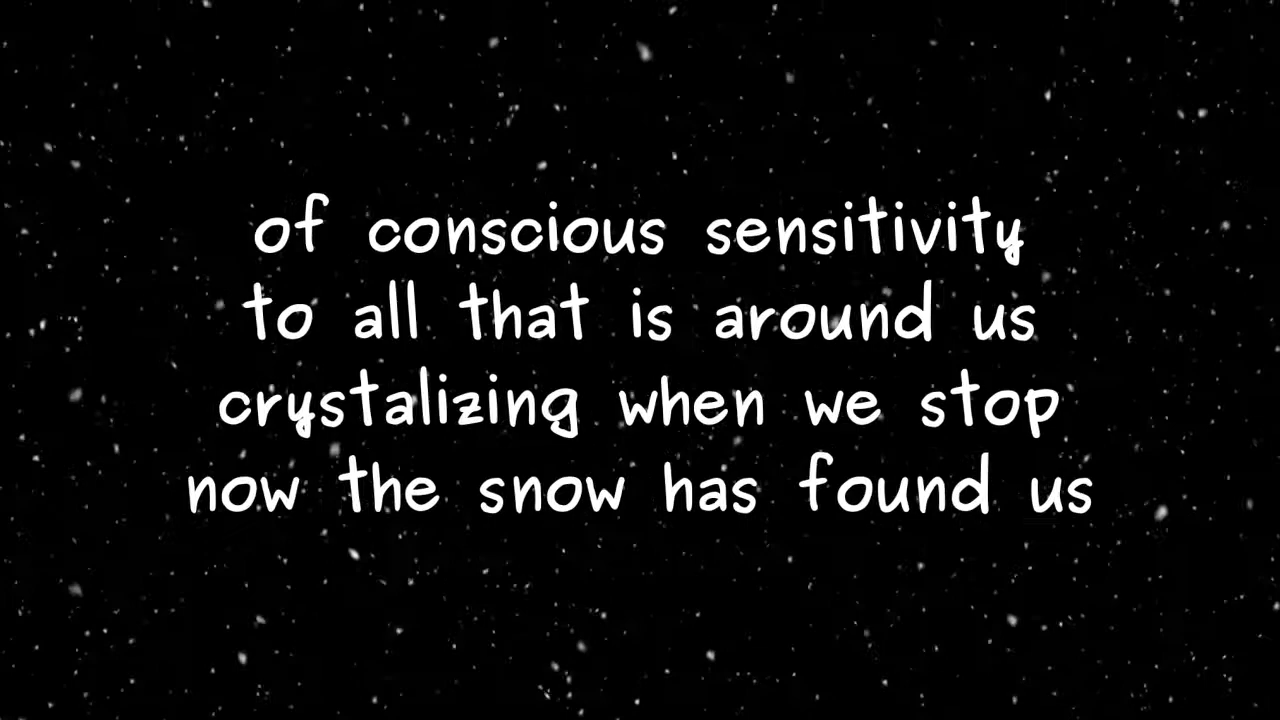 of conscious sensitivity
to all that is around us
crystalizing when we stop
now the snow has found us